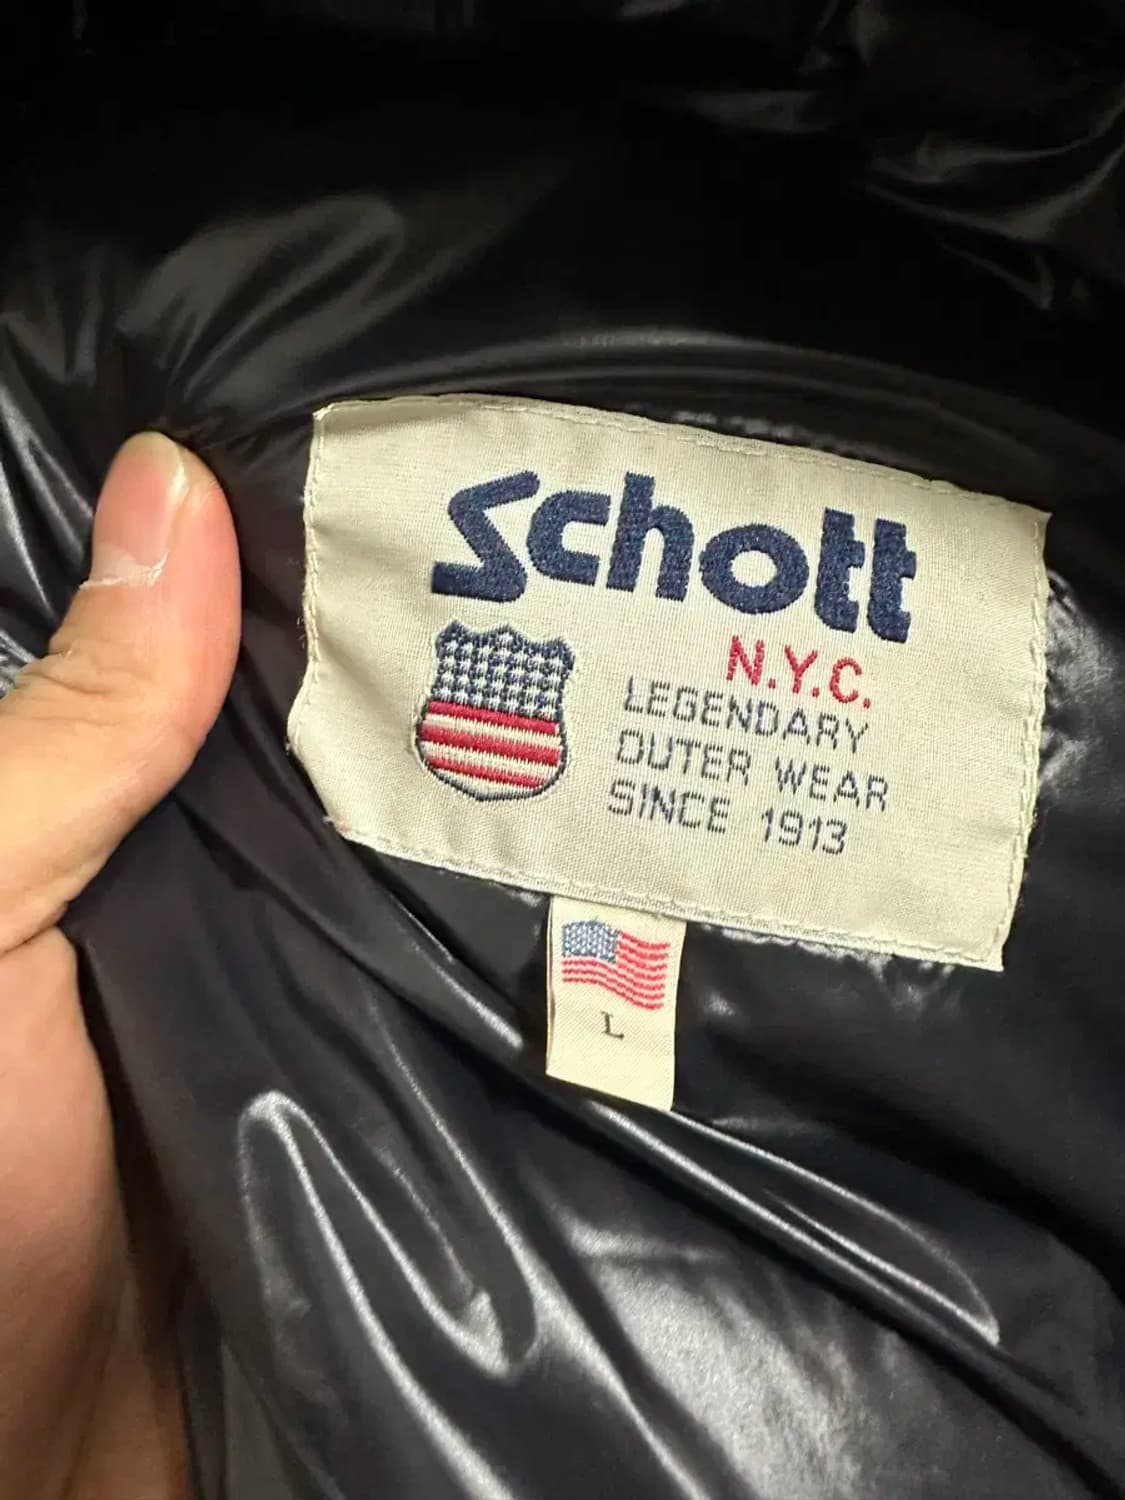 Schott
N.Y.C.
LEGENDARY
OUTER WEAR
SINCE 1913
L